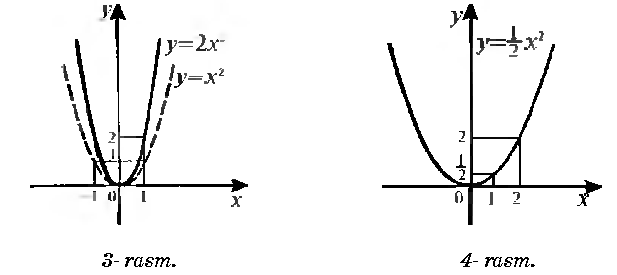 y
y=2x²
y=x²
2
1
-1 0 1 x
3- rasm.
y
y=½x²
2
½
0 1 2 x
4- rasm.